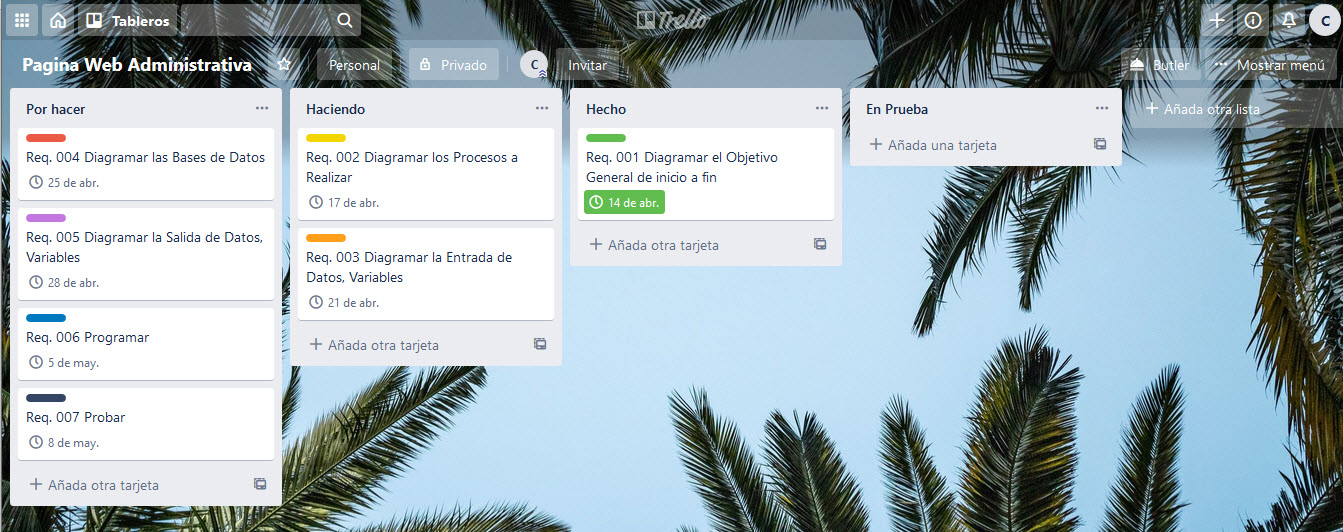 Tableros
Trello
C
Pagina Web Administrativa
Personal
Privado
C
Invitar
Butler
Mostrar menú
Por hacer
Req. 004 Diagramar las Bases de Datos
25 de abr.
Req. 005 Diagramar la Salida de Datos,
Variables
28 de abr.
Req. 006 Programar
5 de may.
Req. 007 Probar
8 de may.
Añada otra tarjeta
Haciendo
Req. 002 Diagramar los Procesos a
Realizar
17 de abr.
Req. 003 Diagramar la Entrada de
Datos, Variables
21 de abr.
Añada otra tarjeta
Hecho
Req. 001 Diagramar el Objetivo
General de inicio a fin
14 de abr.
Añada otra tarjeta
En Prueba
Añada una tarjeta
Añada otra lista